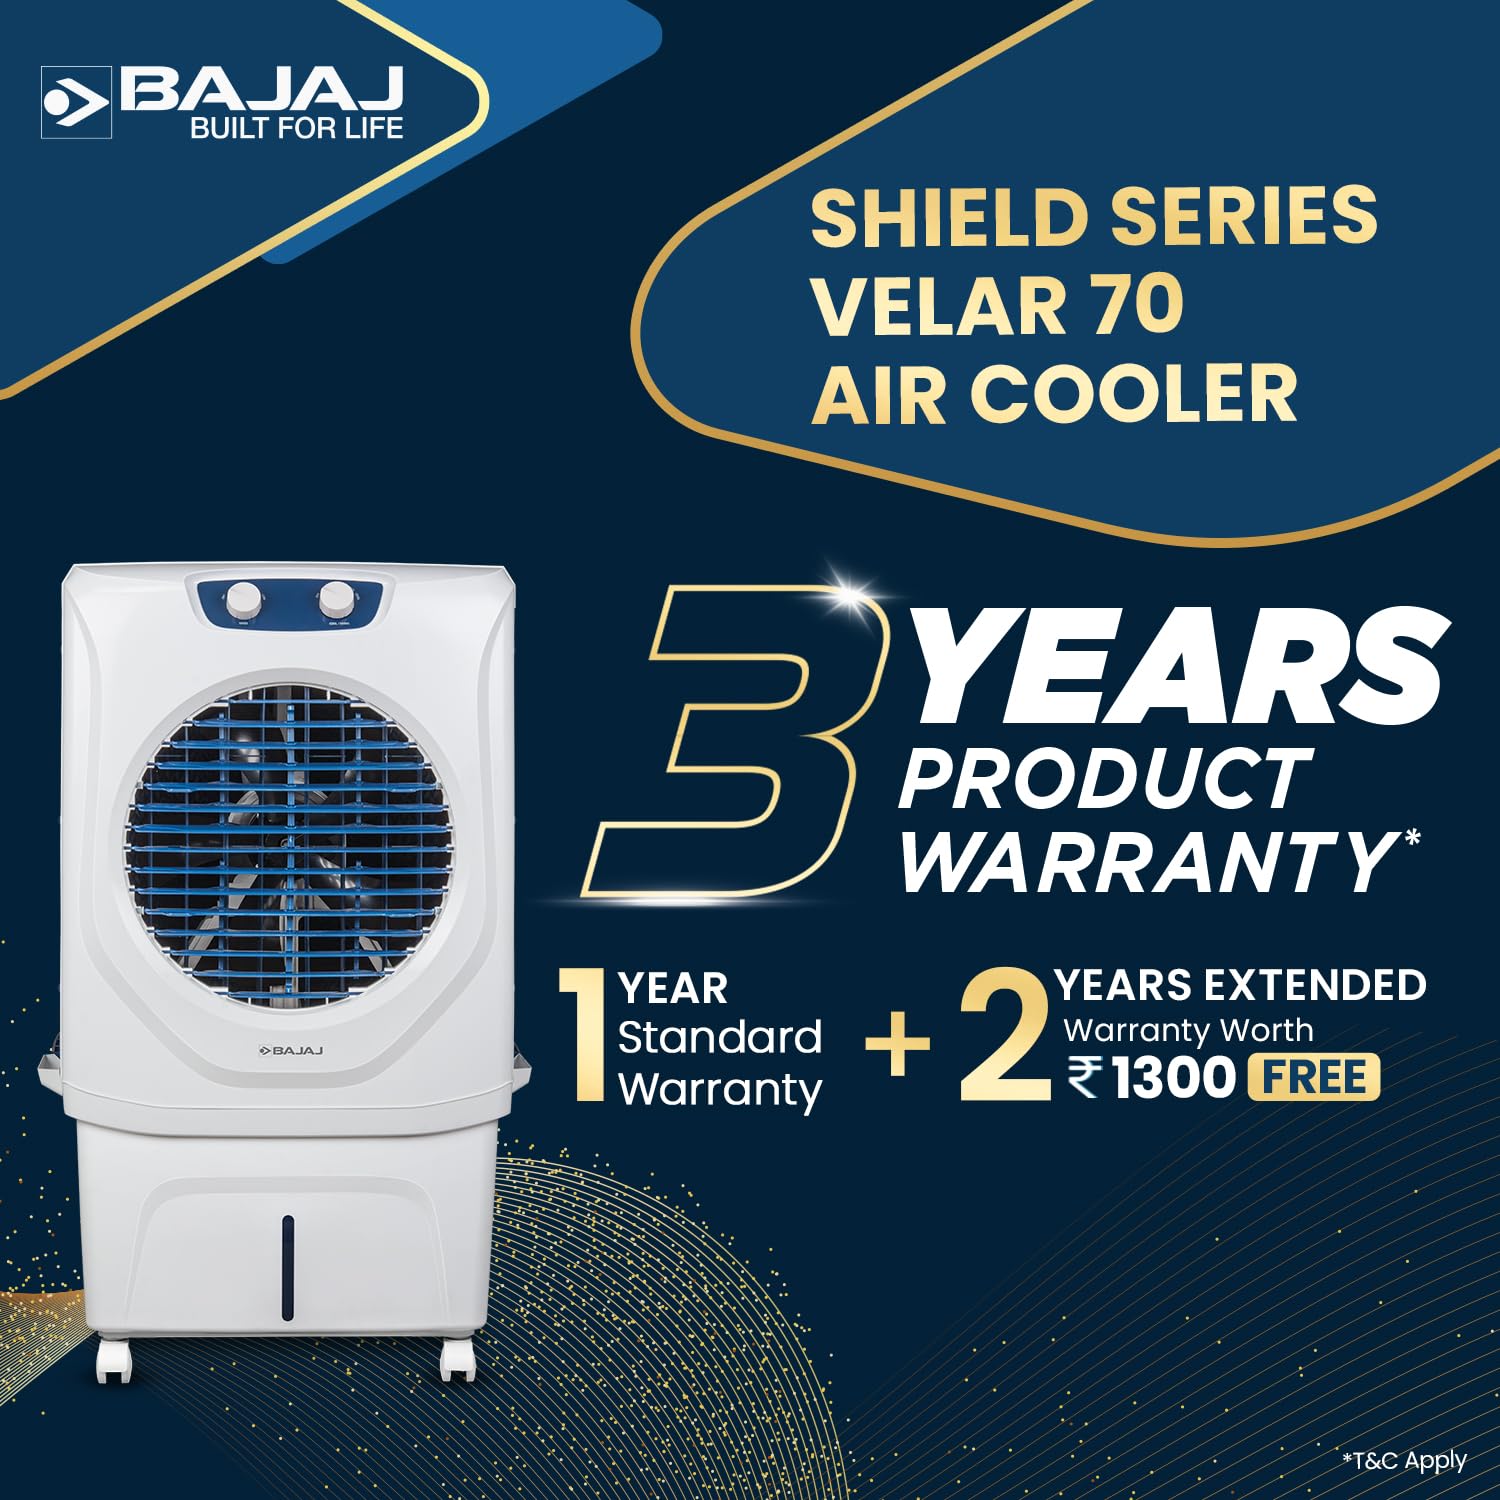 BAJAJ
BUILT FOR LIFE
SHIELD SERIES
VELAR 70
AIR COOLER
3 YEARS
PRODUCT
WARRANTY*
1 YEAR
Standard
Warranty
+
2 YEARS EXTENDED
Warranty Worth
₹ 1300 FREE
BAJAJ
*T&C Apply